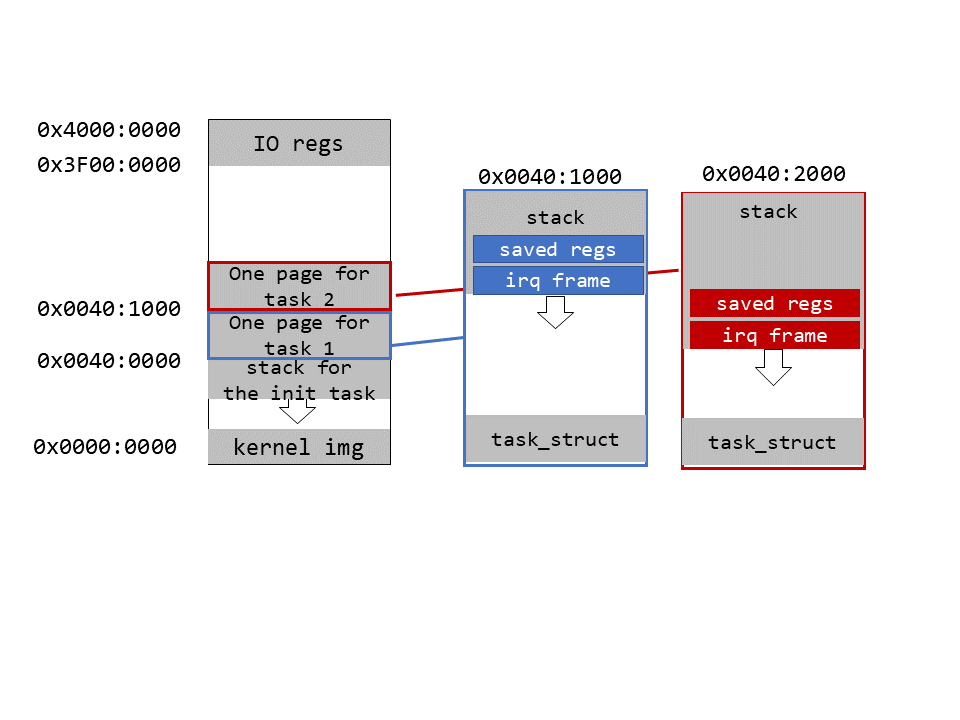 0x4000:0000
IO regs
0x3F00:0000
One page for
task 2
0x0040:1000
One page for
task 1
0x0040:0000
stack for
the init task
0x0000:0000
kernel img
0x0040:1000
stack
saved regs
irq frame
task_struct
0x0040:2000
stack
saved regs
irq frame
task_struct